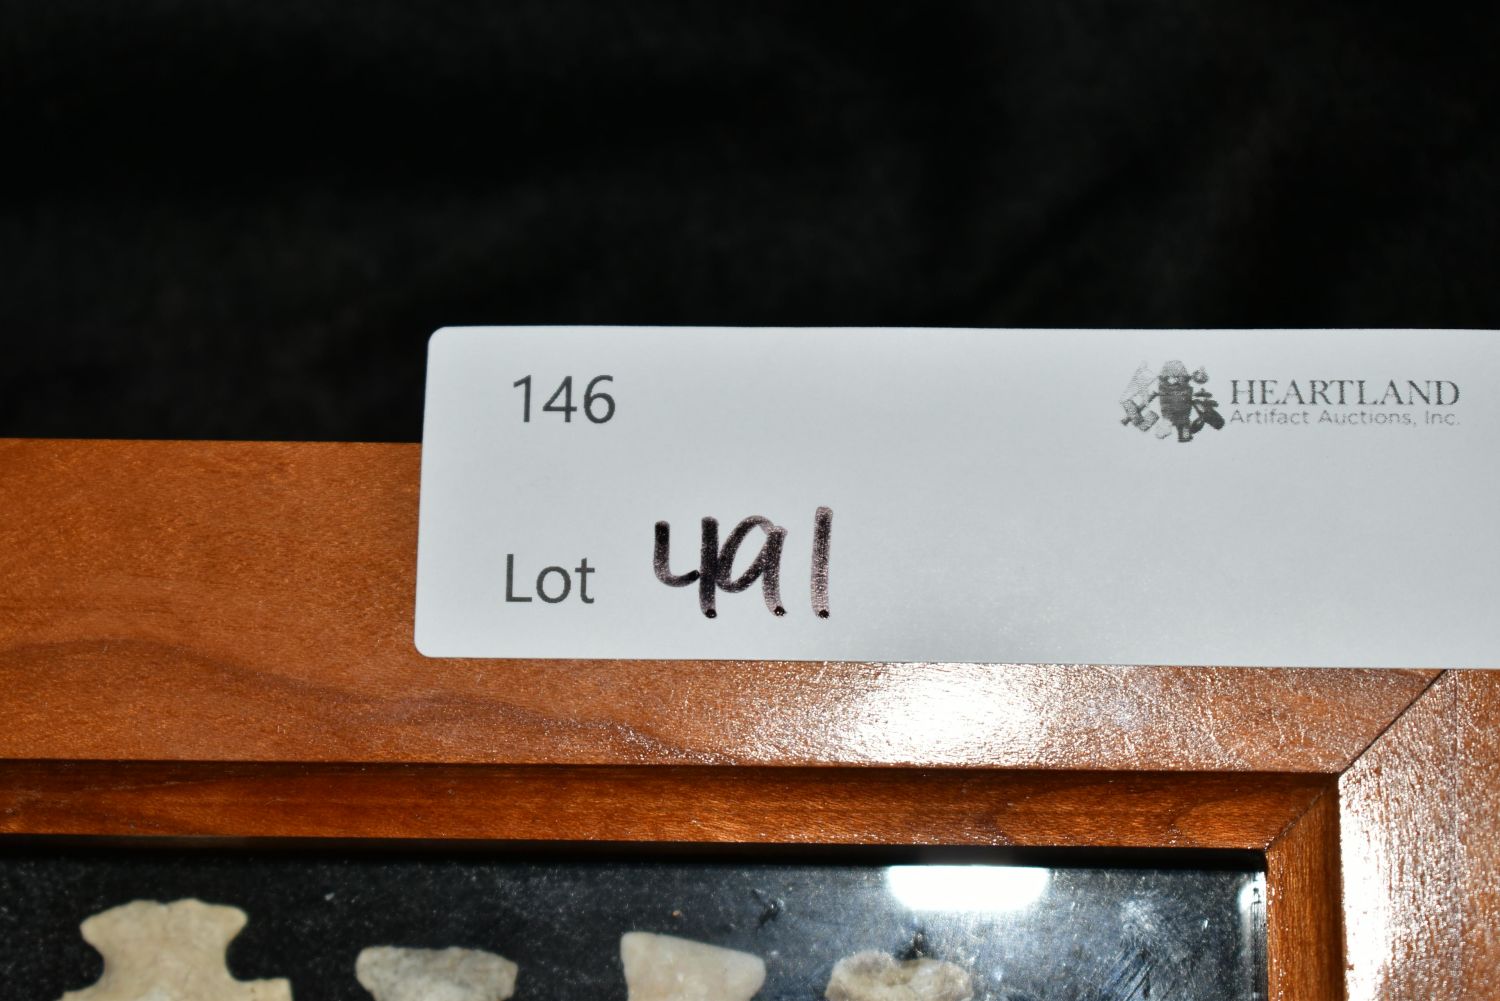 146
HEARTLAND
Artifact Auctions, Inc.
Lot 491